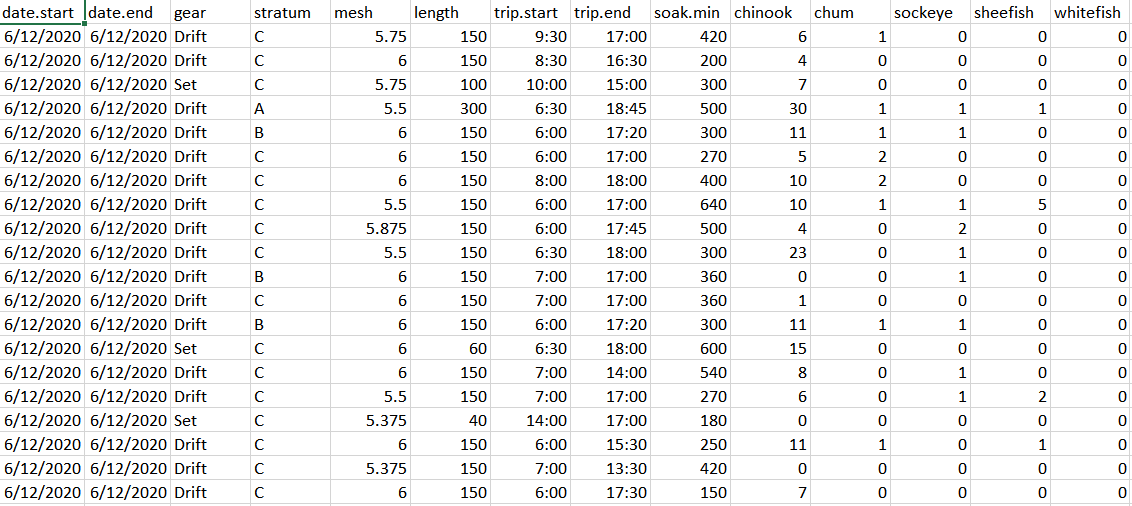 date.start date.end gear stratum mesh length trip.start trip.end soak.min chinook chum sockeye sheefish whitefish
6/12/2020 6/12/2020 Drift C 5.75 150 9:30 17:00 420 6 1 0 0 0
6/12/2020 6/12/2020 Drift C 6 150 8:30 16:30 200 4 0 0 0 0
6/12/2020 6/12/2020 Set C 5.75 100 10:00 15:00 300 7 0 0 0 0
6/12/2020 6/12/2020 Drift A 5.5 300 6:30 18:45 500 30 1 1 1 0
6/12/2020 6/12/2020 Drift B 6 150 6:00 17:20 300 11 1 1 0 0
6/12/2020 6/12/2020 Drift C 6 150 6:00 17:00 270 5 2 0 0 0
6/12/2020 6/12/2020 Drift C 6 150 8:00 18:00 400 10 2 0 0 0
6/12/2020 6/12/2020 Drift C 5.5 150 6:00 17:00 640 10 1 1 5 0
6/12/2020 6/12/2020 Drift C 5.875 150 6:00 17:45 500 4 0 2 0 0
6/12/2020 6/12/2020 Drift C 5.5 150 6:30 18:00 300 23 0 1 0 0
6/12/2020 6/12/2020 Drift B 6 150 7:00 17:00 360 0 0 1 0 0
6/12/2020 6/12/2020 Drift C 6 150 7:00 17:00 360 1 0 0 0 0
6/12/2020 6/12/2020 Drift B 6 150 6:00 17:20 300 11 1 1 0 0
6/12/2020 6/12/2020 Set C 6 60 6:30 18:00 600 15 0 0 0 0
6/12/2020 6/12/2020 Drift C 6 150 7:00 14:00 540 8 0 1 0 0
6/12/2020 6/12/2020 Drift C 5.5 150 7:00 17:00 270 6 0 1 2 0
6/12/2020 6/12/2020 Set C 5.375 40 14:00 17:00 180 0 0 0 0 0
6/12/2020 6/12/2020 Drift C 6 150 6:00 15:30 250 11 1 0 1 0
6/12/2020 6/12/2020 Drift C 5.375 150 7:00 13:30 420 0 0 0 0 0
6/12/2020 6/12/2020 Drift C 6 150 6:00 17:30 150 7 0 0 0 0